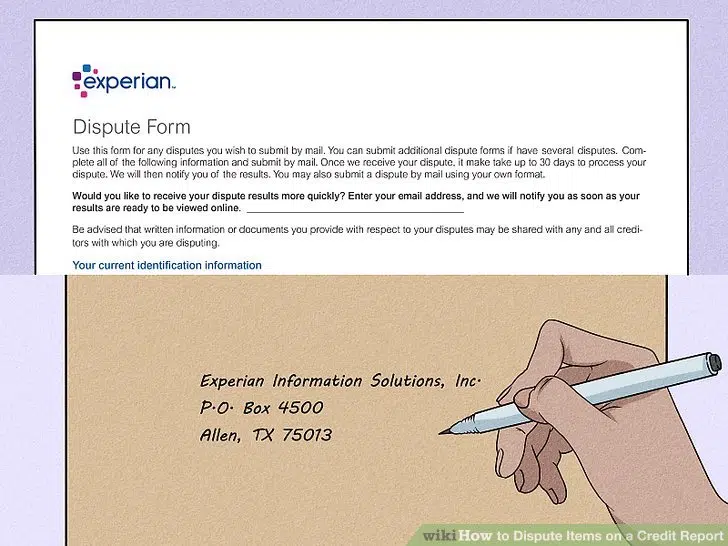 experian™
Dispute Form
Use this form for any disputes you wish to submit by mail. You can submit additional dispute forms if have several disputes. Com-
plete all of the following information and submit by mail. Once we receive your dispute, it make take up to 30 days to process your
dispute. We will then notify you of the results. You may also submit a dispute by mail using your own format.
Would you like to receive your dispute results more quickly? Enter your email address, and we will notify you as soon as your
results are ready to be viewed online.
Be advised that written information or documents you provide with respect to your disputes may be shared with any and all credi-
tors with which you are disputing.
Your current identification information
Experian Information Solutions, Inc.
P.O. Box 4500
Allen, TX 75013
wikiHow to Dispute Items on a Credit Report